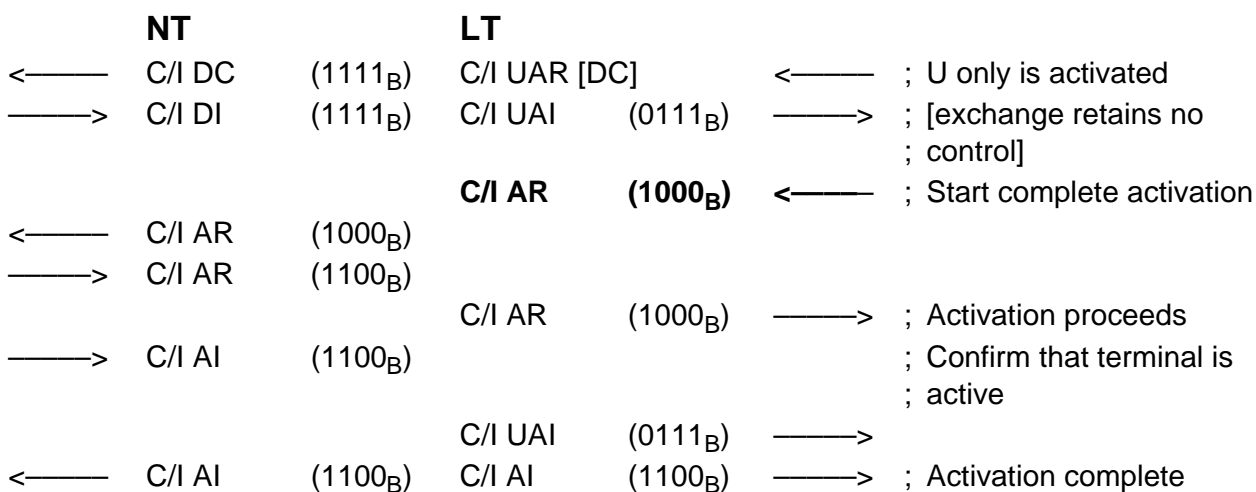 NT LT
<––––– C/I DC (1111B) C/I UAR [DC] <––––– ; U only is activated
–––––> C/I DI (1111B) C/I UAI (0111B) –––––> ; [exchange retains no
; control]
C/I AR (1000B) <––––– ; Start complete activation
<––––– C/I AR (1000B)
–––––> C/I AR (1100B)
C/I AR (1000B) –––––> ; Activation proceeds
–––––> C/I AI (1100B) ; Confirm that terminal is
; active
C/I UAI (0111B) –––––>
<––––– C/I AI (1100B) C/I AI (1100B) –––––> ; Activation complete